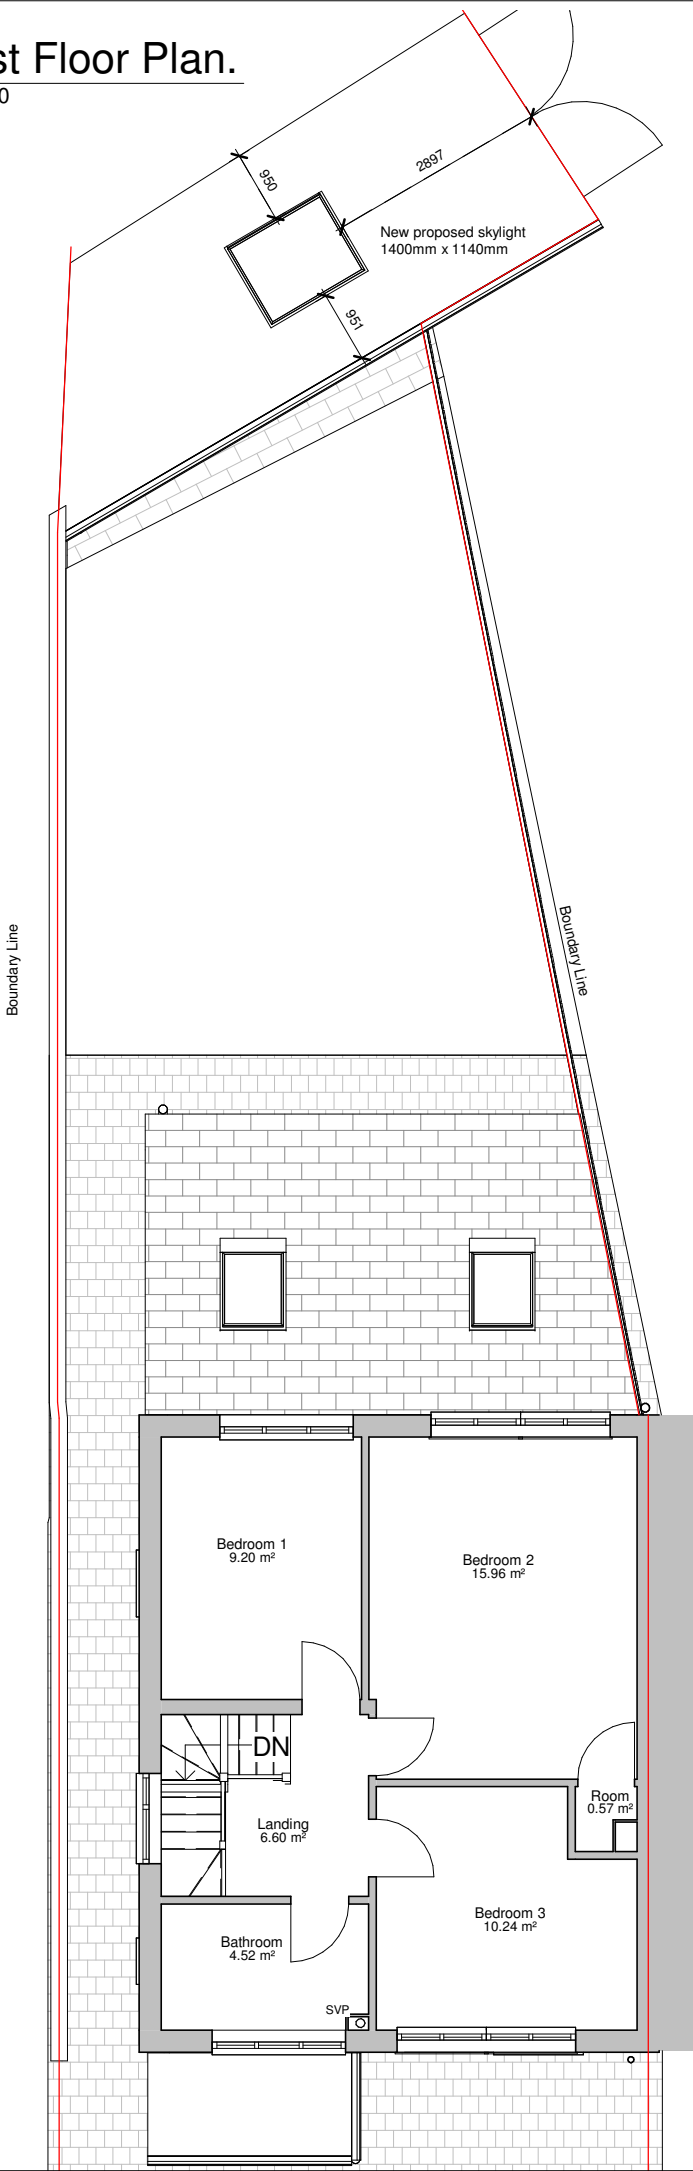 st Floor Plan.
0
950
2897
New proposed skylight
1400mm x 1140mm
951
Boundary Line
Boundary Line
Bedroom 1
9.20 m²
Bedroom 2
15.96 m²
DN
Landing
6.60 m²
Room
0.57 m²
Bedroom 3
10.24 m²
Bathroom
4.52 m²
SVP